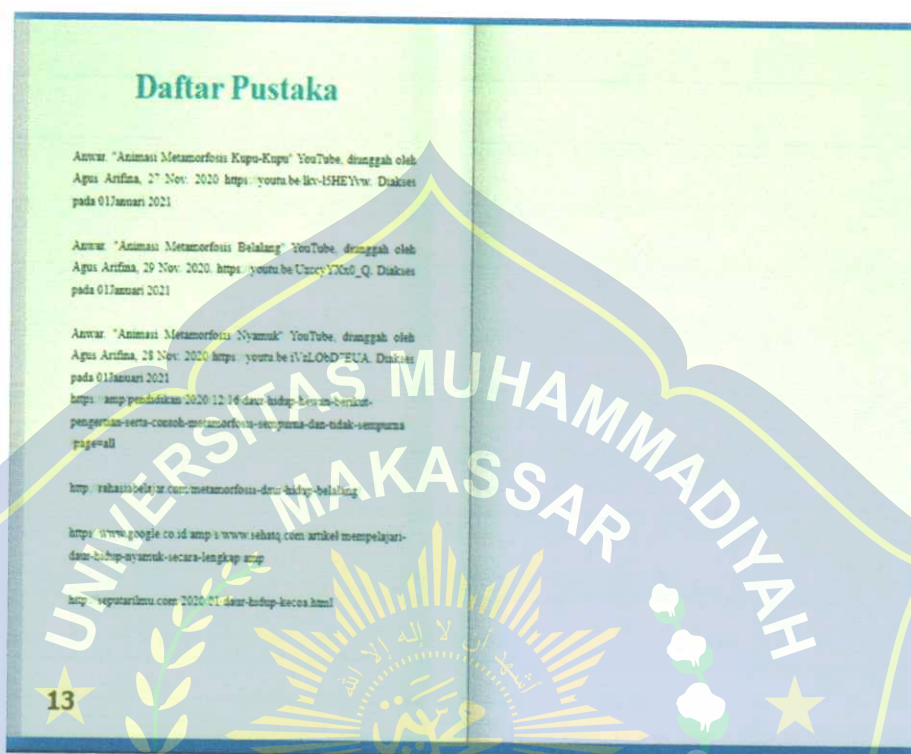 Daftar Pustaka
Anwar. "Animasi Metamorfosis Kupu-Kupu" YouTube, diunggah oleh
Agus Arifina, 27 Nov. 2020 https://youtu.be/ Diakses
pada 01Januari 2021
Anwar. "Animasi Metamorfosis Belalang" YouTube, diunggah oleh
Agus Arifina, 29 Nov. 2020. https://youtu.be/ Diakses
pada 01Januari 2021
Anwar. "Animasi Metamorfosis Nyamuk" YouTube, diunggah oleh
Agus Arifina, 28 Nov. 2020 https://youtu.be/ Diakses
pada 01Januari 2021
https://amp.pendidikan/2020/12/16/daur-hidup-hewan-berikut-
pengertian-serta-contoh-metamorfosis-sempurna-dan-tidak-sempurna
page=all
http://rahasiabelajar.com/metamorfosis-daur-hidup-belalang
https://www.google.co.id/amp/s/www.sehatq.com/artikel/mempelajari-
daur-hidup-nyamuk-secara-lengkap/amp
http://seputarilmu.com/2020/01/daur-hidup-kecoa.html
13
UNIVERSITAS MUHAMMADIYAH
MAKASSAR